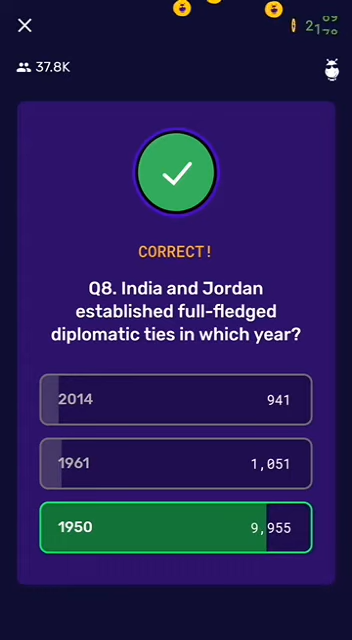 37.8K
CORRECT!
Q8. India and Jordan
established full-fledged
diplomatic ties in which year?
2014 941
1961 1,051
1950 9,955